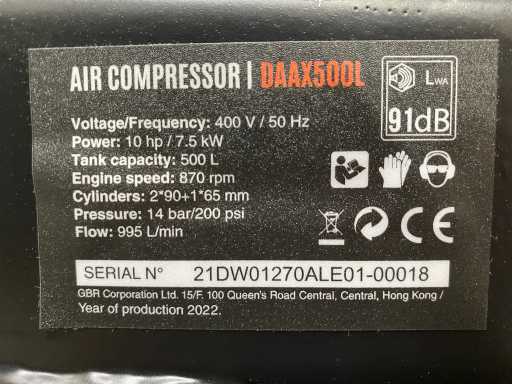 AIR COMPRESSOR | DAAX500L
LWA
91dB
Voltage/Frequency: 400 V / 50 Hz
Power: 10 hp / 7.5 kW
Tank capacity: 500 L
Engine speed: 870 rpm
Cylinders: 2*90+1*65 mm
Pressure: 14 bar/200 psi
Flow: 995 L/min
CE
SERIAL N° 21DW01270ALE01-00018
GBR Corporation Ltd. 15/F. 100 Queen's Road Central, Central, Hong Kong /
Year of production 2022.